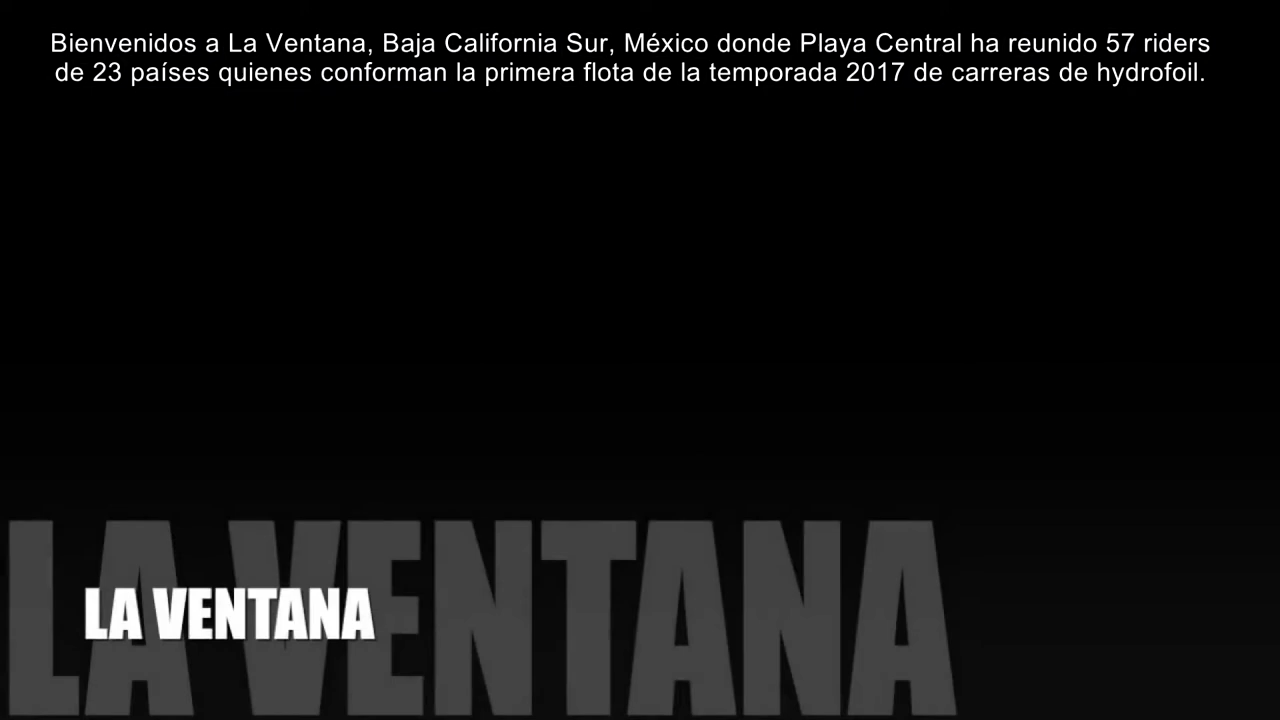 Bienvenidos a La Ventana, Baja California Sur, México donde Playa Central ha reunido 57 riders
de 23 países quienes conforman la primera flota de la temporada 2017 de carreras de hydrofoil.
LA VENTANA
LA VENTANA